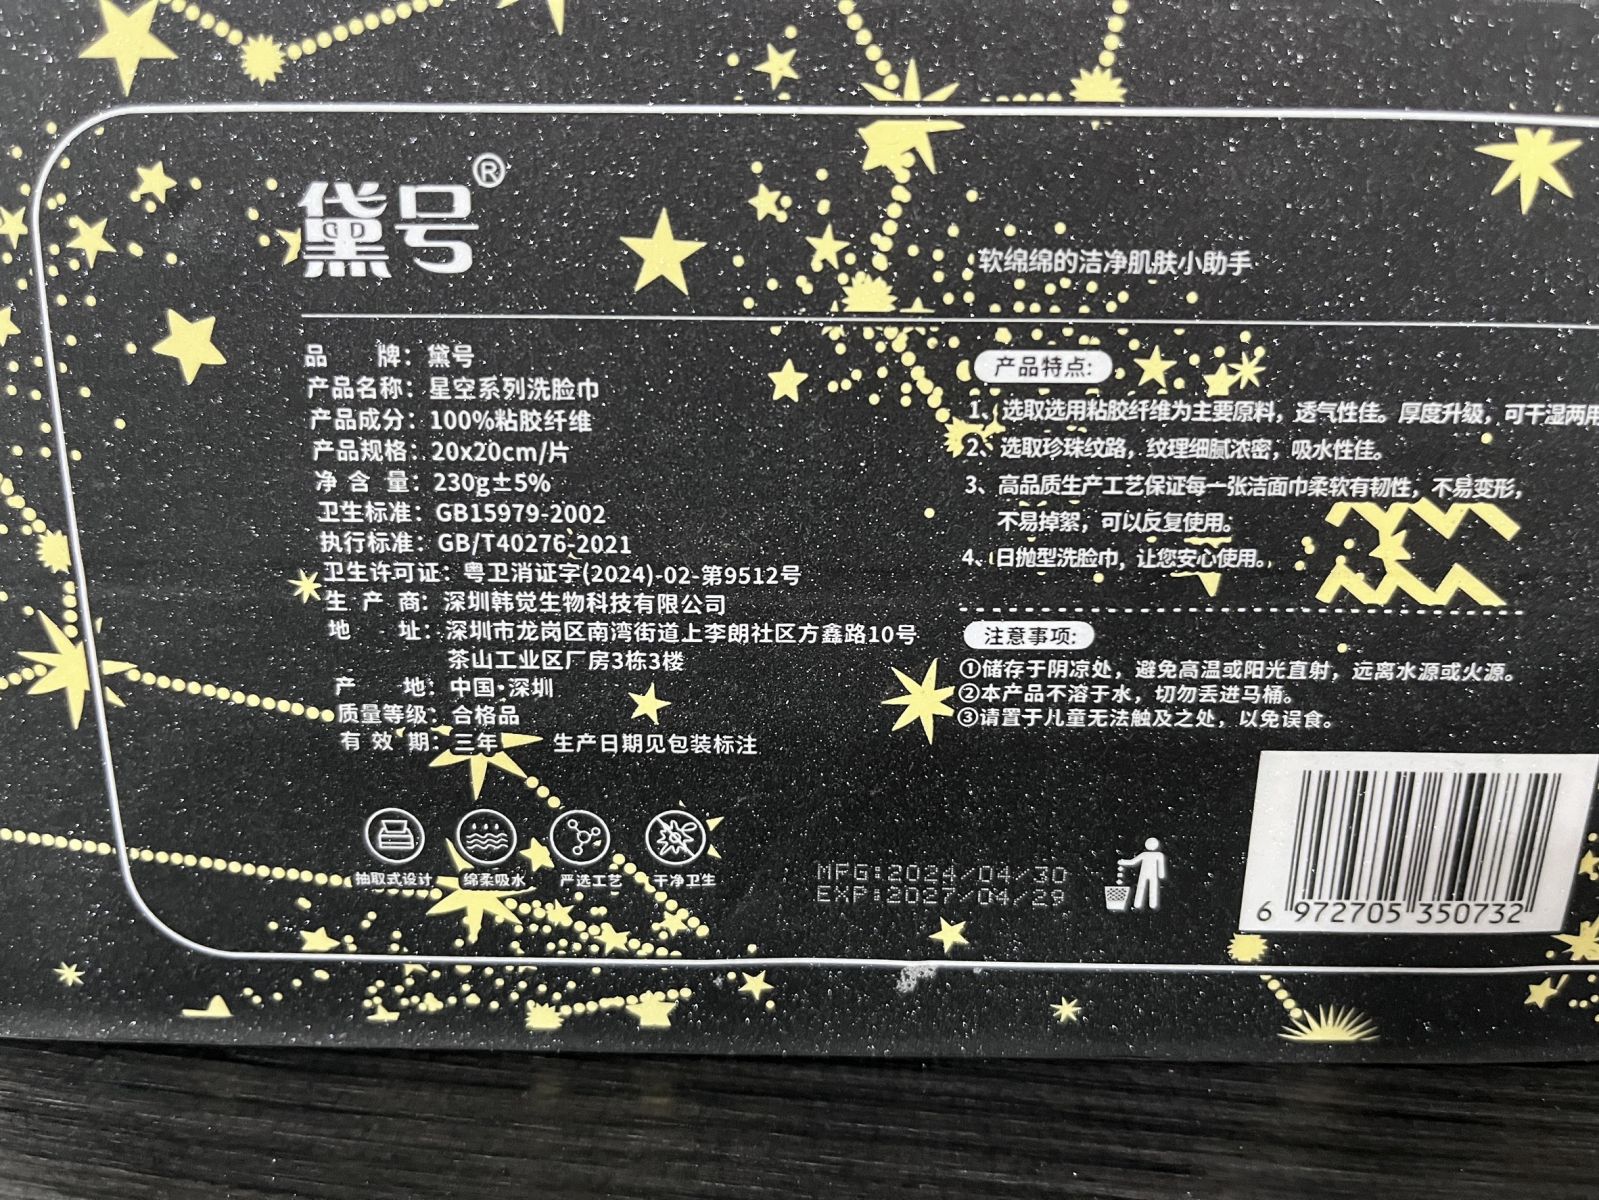 黛号®
软绵绵的洁净肌肤小助手
品 牌：黛号
产品名称：星空系列洗脸巾
产品成分：100%粘胶纤维
产品规格：20x20cm/片
净 含 量：230g±5%
卫生标准：GB15979-2002
执行标准：GB/T40276-2021
卫生许可证：粤卫消证字(2024)-02-第9512号
生 产 商：深圳韩觉生物科技有限公司
地 址：深圳市龙岗区南湾街道上李朗社区方鑫路10号
茶山工业区厂房3栋3楼
产 地：中国·深圳
质量等级：合格品
有 效 期：三年 生产日期见包装标注
抽取式设计 绵柔吸水 严选工艺 干净卫生
产品特点:
1、选取选用粘胶纤维为主要原料，透气性佳。厚度升级，可干湿两用
2、选取珍珠纹路，纹理细腻浓密，吸水性佳。
3、高品质生产工艺保证每一张洁面巾柔软有韧性，不易变形，
不易掉絮，可以反复使用。
4、日抛型洗脸巾，让您安心使用。
注意事项:
①储存于阴凉处，避免高温或阳光直射，远离水源或火源。
②本产品不溶于水，切勿丢进马桶。
③请置于儿童无法触及之处，以免误食。
MFG:2024/04/30
EXP:2027/04/29
6 972705 350732